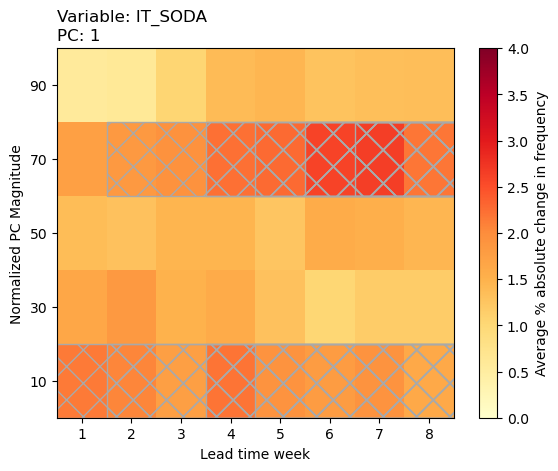 Variable: IT_SODA
PC: 1
90
70
50
30
10
Normalized PC Magnitude
1 2 3 4 5 6 7 8
Lead time week
4.0
3.5
3.0
2.5
2.0
1.5
1.0
0.5
0.0
Average % absolute change in frequency